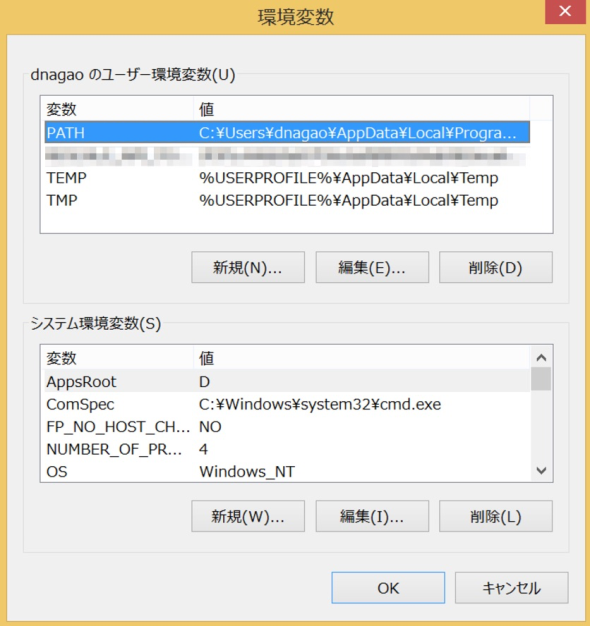 環境変数
dnagao のユーザー環境変数(U)
変数 値
PATH C:¥Users¥dnagao¥AppData¥Local¥Progra...
TEMP %USERPROFILE%¥AppData¥Local¥Temp
TMP %USERPROFILE%¥AppData¥Local¥Temp
新規(N)... 編集(E)... 削除(D)
システム環境変数(S)
変数 値
AppsRoot D
ComSpec C:¥Windows¥system32¥cmd.exe
FP_NO_HOST_CH... NO
NUMBER_OF_PR... 4
OS Windows_NT
新規(W)... 編集(I)... 削除(L)
OK キャンセル